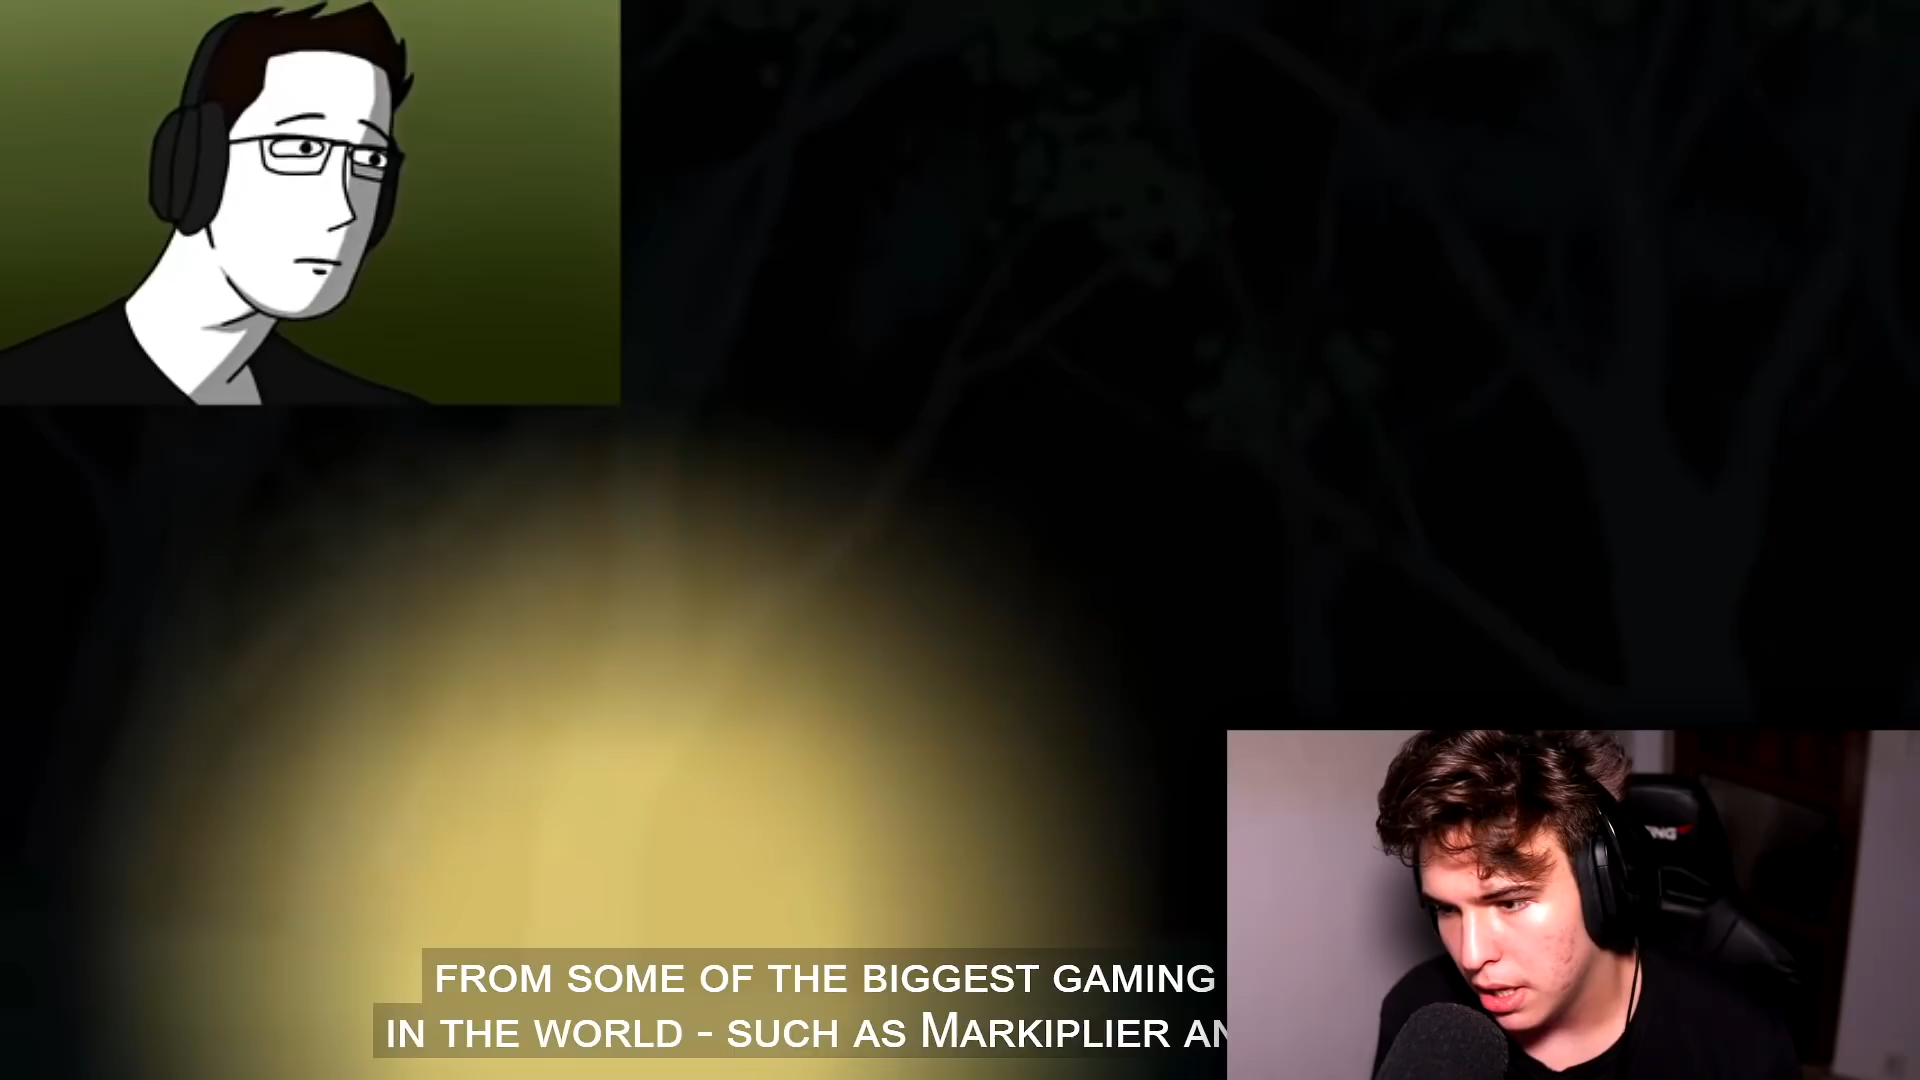 FROM SOME OF THE BIGGEST GAMING
IN THE WORLD - SUCH AS MARKIPLIER